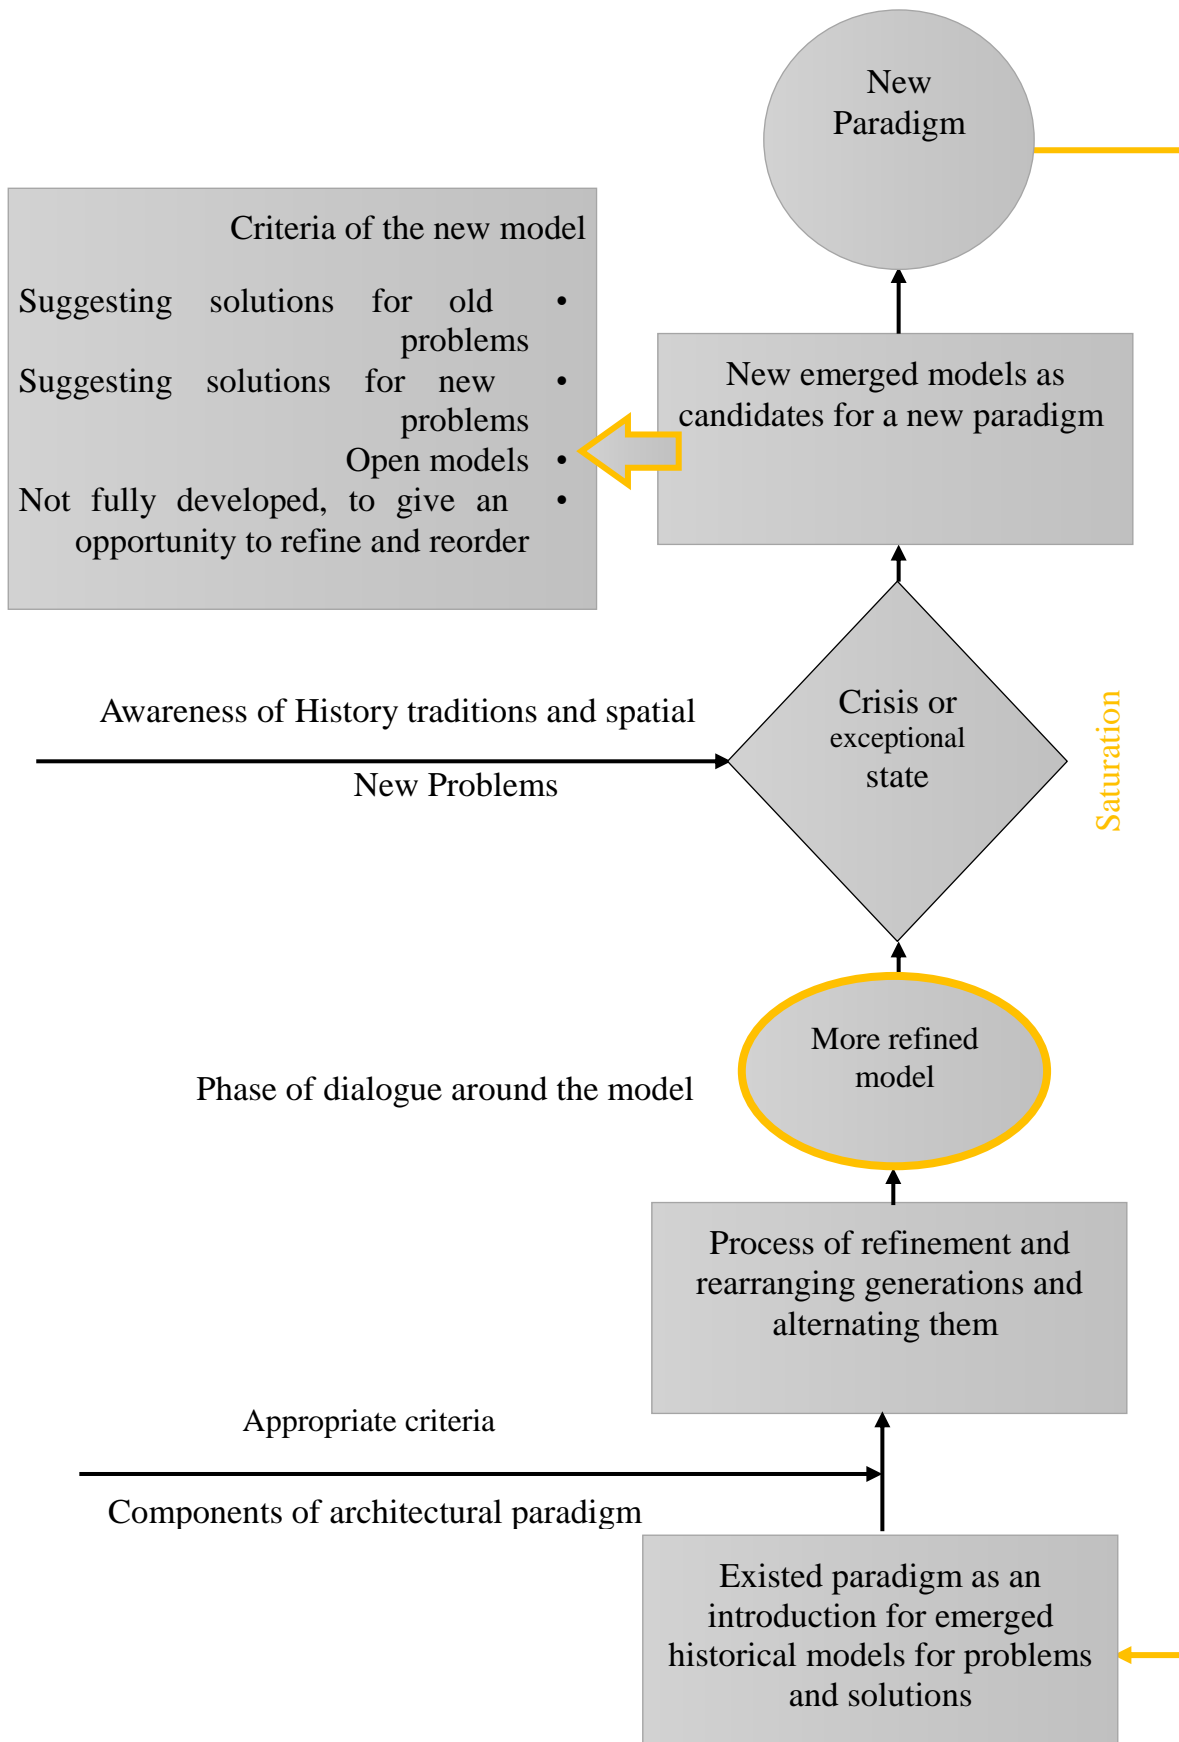 New
Paradigm
Criteria of the new model
Suggesting solutions for old •
problems
Suggesting solutions for new •
problems
Open models •
Not fully developed, to give an •
opportunity to refine and reorder
New emerged models as
candidates for a new paradigm
Awareness of History traditions and spatial
New Problems
Crisis or
exceptional
state
Saturation
More refined
model
Phase of dialogue around the model
Process of refinement and
rearranging generations and
alternating them
Appropriate criteria
Components of architectural paradigm
Existed paradigm as an
introduction for emerged
historical models for problems
and solutions